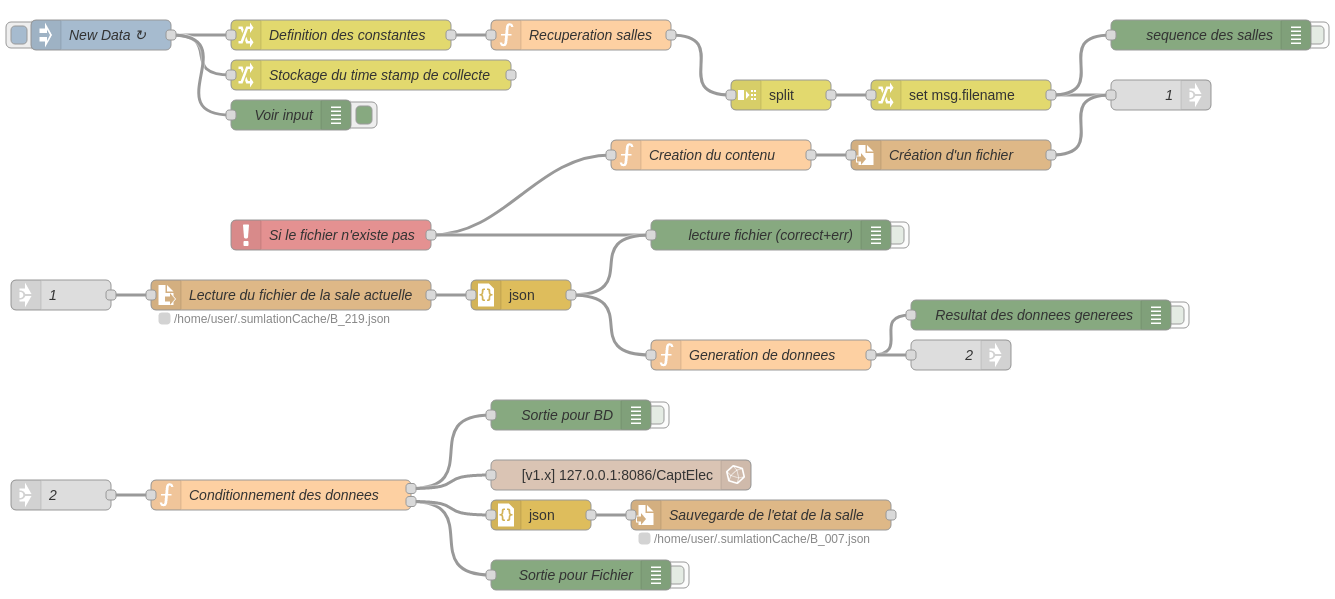 New Data ↻
Definition des constantes
Recuperation salles
sequence des salles
Stockage du time stamp de collecte
split
set msg.filename
1
Voir input
Creation du contenu
Création d'un fichier
Si le fichier n'existe pas
lecture fichier (correct+err)
1
Lecture du fichier de la sale actuelle
json
/home/user/.sumlationCache/B_219.json
Resultat des donnees generees
Generation de donnees
2
Sortie pour BD
[v1.x] 127.0.0.1:8086/CaptElec
2
Conditionnement des donnees
json
Sauvegarde de l'etat de la salle
/home/user/.sumlationCache/B_007.json
Sortie pour Fichier